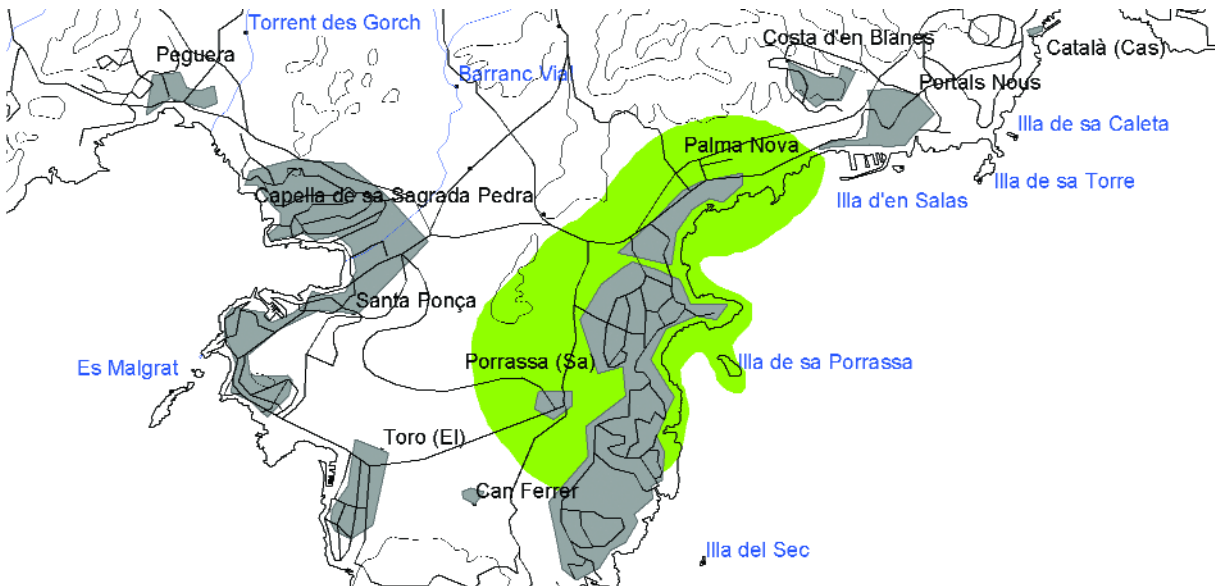 Torrent des Gorch
Peguera
Costa d'en Blanes
Català (Cas)
Barranc Vial
Portals Nous
Illa de sa Caleta
Palma Nova
Illa de sa Torre
Capella de sa Sagrada Pedra
Illa d'en Salas
Santa Ponça
Es Malgrat
Porrassa (Sa)
Illa de sa Porrassa
Toro (El)
Can Ferrer
Illa del Sec